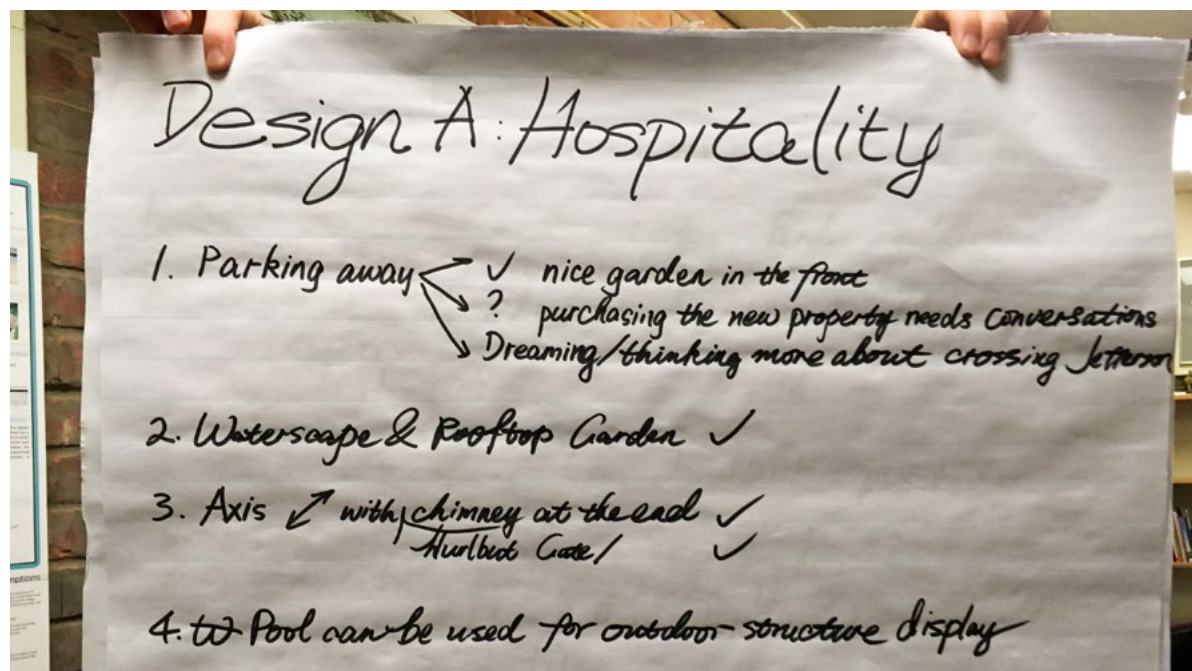 Design A: Hospitality
1. Parking away ✓ nice garden in the front
? purchasing the new property needs conversations
Dreaming/thinking more about crossing Jefferson
2. Waterscape & Rooftop Garden ✓
3. Axis ↗↙ with chimney at the end ✓
Hurlbut Gate/ ✓
4. Pool can be used for outdoor structure display
mptions